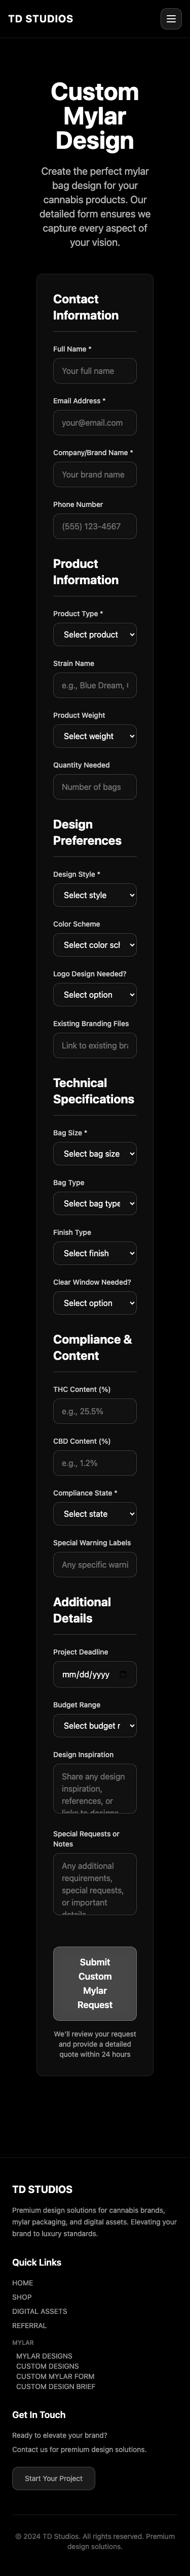 TD STUDIOS
Custom
Mylar
Design
Create the perfect mylar
bag design for your
cannabis products. Our
detailed form ensures we
capture every aspect of
your vision.
Contact
Information
Full Name *
Your full name
Email Address *
your@email.com
Company/Brand Name *
Your brand name
Phone Number
(555) 123-4567
Product
Information
Product Type *
Select product
Strain Name
e.g., Blue Dream,
Product Weight
Select weight
Quantity Needed
Number of bags
Design
Preferences
Design Style *
Select style
Color Scheme
Select color
Logo Design Needed?
Select option
Existing Branding Files
Link to existing
Technical
Specifications
Bag Size *
Select bag size
Bag Type
Select bag type
Finish Type
Select finish
Clear Window Needed?
Select option
Compliance &
Content
THC Content (%)
e.g., 25.5%
CBD Content (%)
e.g., 1.2%
Compliance State *
Select state
Special Warning Labels
Any specific
Additional
Details
Project Deadline
mm/dd/yyyy
Budget Range
Select budget
Design Inspiration
Share any design
inspiration,
references, or
links to designs
Special Requests or
Notes
Any additional
requirements,
special requests,
or important
details
Submit
Custom
Mylar
Request
We'll review your request
and provide a detailed
quote within 24 hours
TD STUDIOS
Premium design solutions for cannabis brands,
mylar packaging, and digital assets. Elevating your
brand to luxury standards.
Quick Links
HOME
SHOP
DIGITAL ASSETS
REFERRAL
MYLAR
MYLAR DESIGNS
CUSTOM DESIGNS
CUSTOM MYLAR FORM
CUSTOM DESIGN BRIEF
Get In Touch
Ready to elevate your brand?
Contact us for premium design solutions.
Start Your Project
© 2024 TD Studios. All rights reserved. Premium
design solutions.